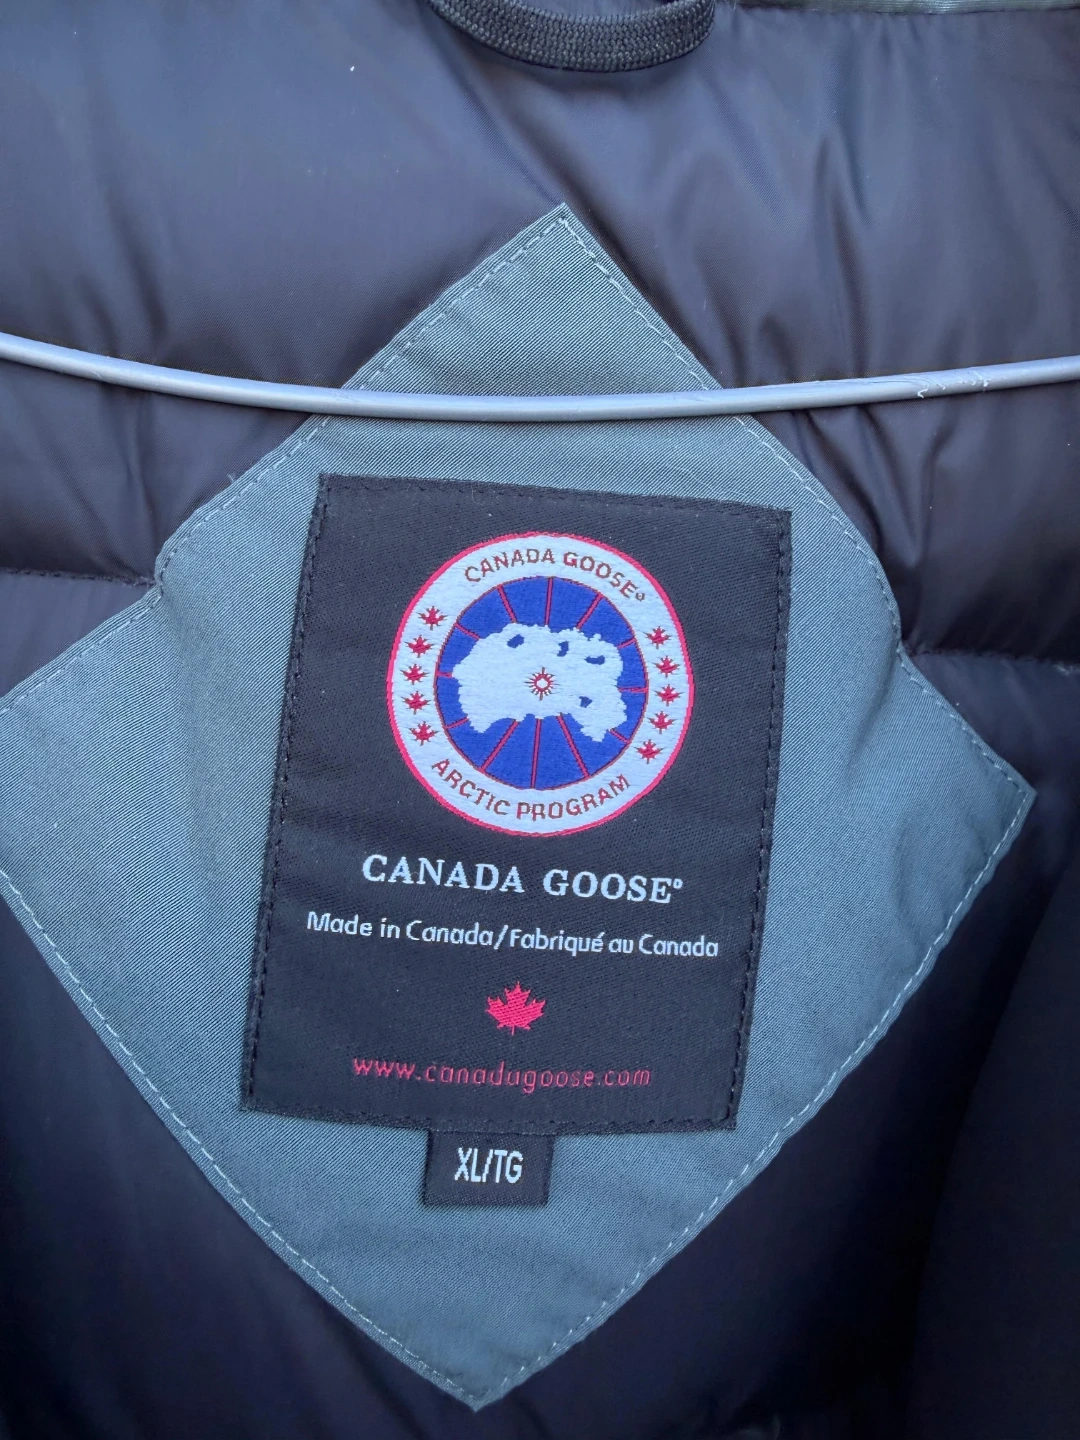 CANADA GOOSE®
ARCTIC PROGRAM
CANADA GOOSE®
Made in Canada/Fabriqué au Canada
www.canadagoose.com
XL/TG